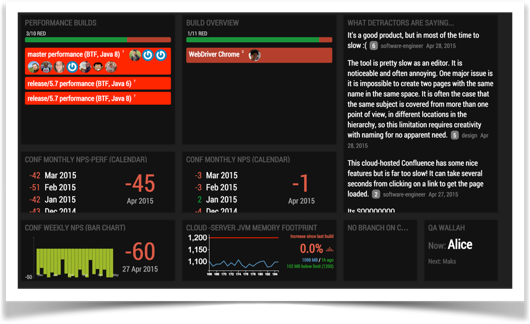 PERFORMANCE BUILDS
3/10 RED
master performance (BTF, Java 8)
release/5.7 performance (BTF, Java 6)
release/5.7 performance (BTF, Java 8)
BUILD OVERVIEW
1/11 RED
WebDriver Chrome
WHAT DETRACTORS ARE SAYING...
It's a good product, but in most of the time to
slow :( 6 software-engineer Apr 28, 2015
The tool is pretty slow as an editor. It is
noticeable and often annoying. One major issue is
it is impossible to create two pages with the same
name in the same space. It is often the case that
the same subject is covered from more than one
point of view, in different locations in the
hierarchy, so this limitation requires creativity
with naming for no apparent need. 5 design Apr
28, 2015
This cloud-hosted Confluence has some nice
features but is far too slow! It can take several
seconds from clicking on a link to get the page
loaded. 2 software-engineer Apr 27, 2015
CONF MONTHLY NPS-PERF (CALENDAR)
-42 Mar 2015
-51 Feb 2015
-42 Jan 2015
-43 Dec 2014
-45
Apr 2015
CONF MONTHLY NPS (CALENDAR)
-3 Mar 2015
-3 Feb 2015
2 Jan 2015
-4 Dec 2014
-1
Apr 2015
CONF WEEKLY NPS (BAR CHART)
-60
-60
27 Apr 2015
CLOUD -SERVER JVM MEMORY FOOTPRINT
1,200
1,150
1,100
Increase since last build
0.0%
NO BRANCH ON C...
QA WALLAH
Now: Alice
Next: Maks